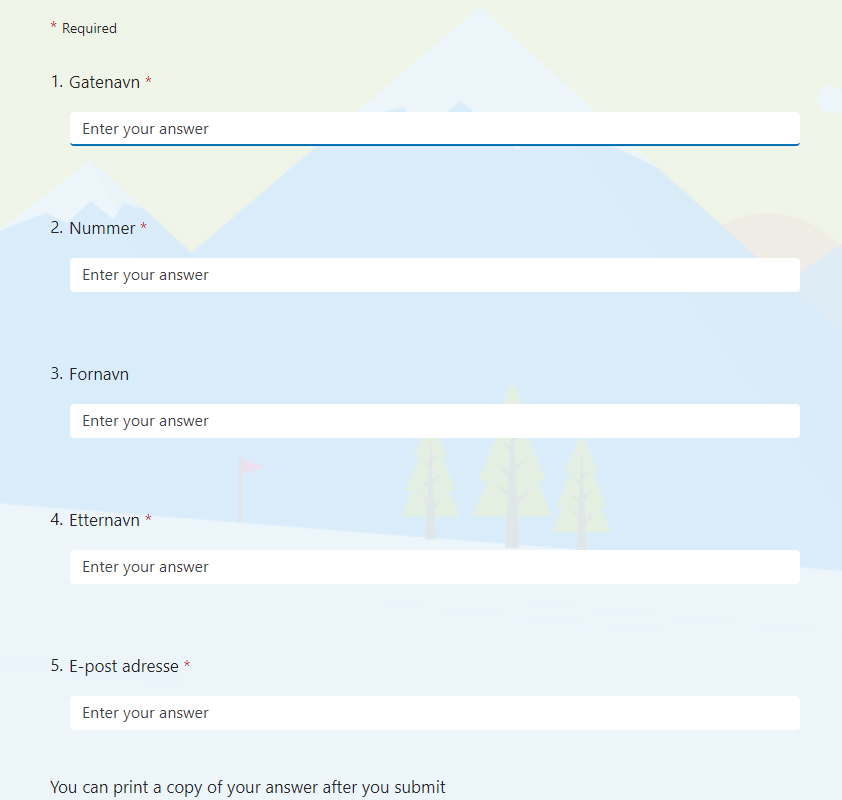 * Required
1. Gatenavn *
Enter your answer
2. Nummer *
Enter your answer
3. Fornavn
Enter your answer
4. Etternavn *
Enter your answer
5. E-post adresse *
Enter your answer
You can print a copy of your answer after you submit